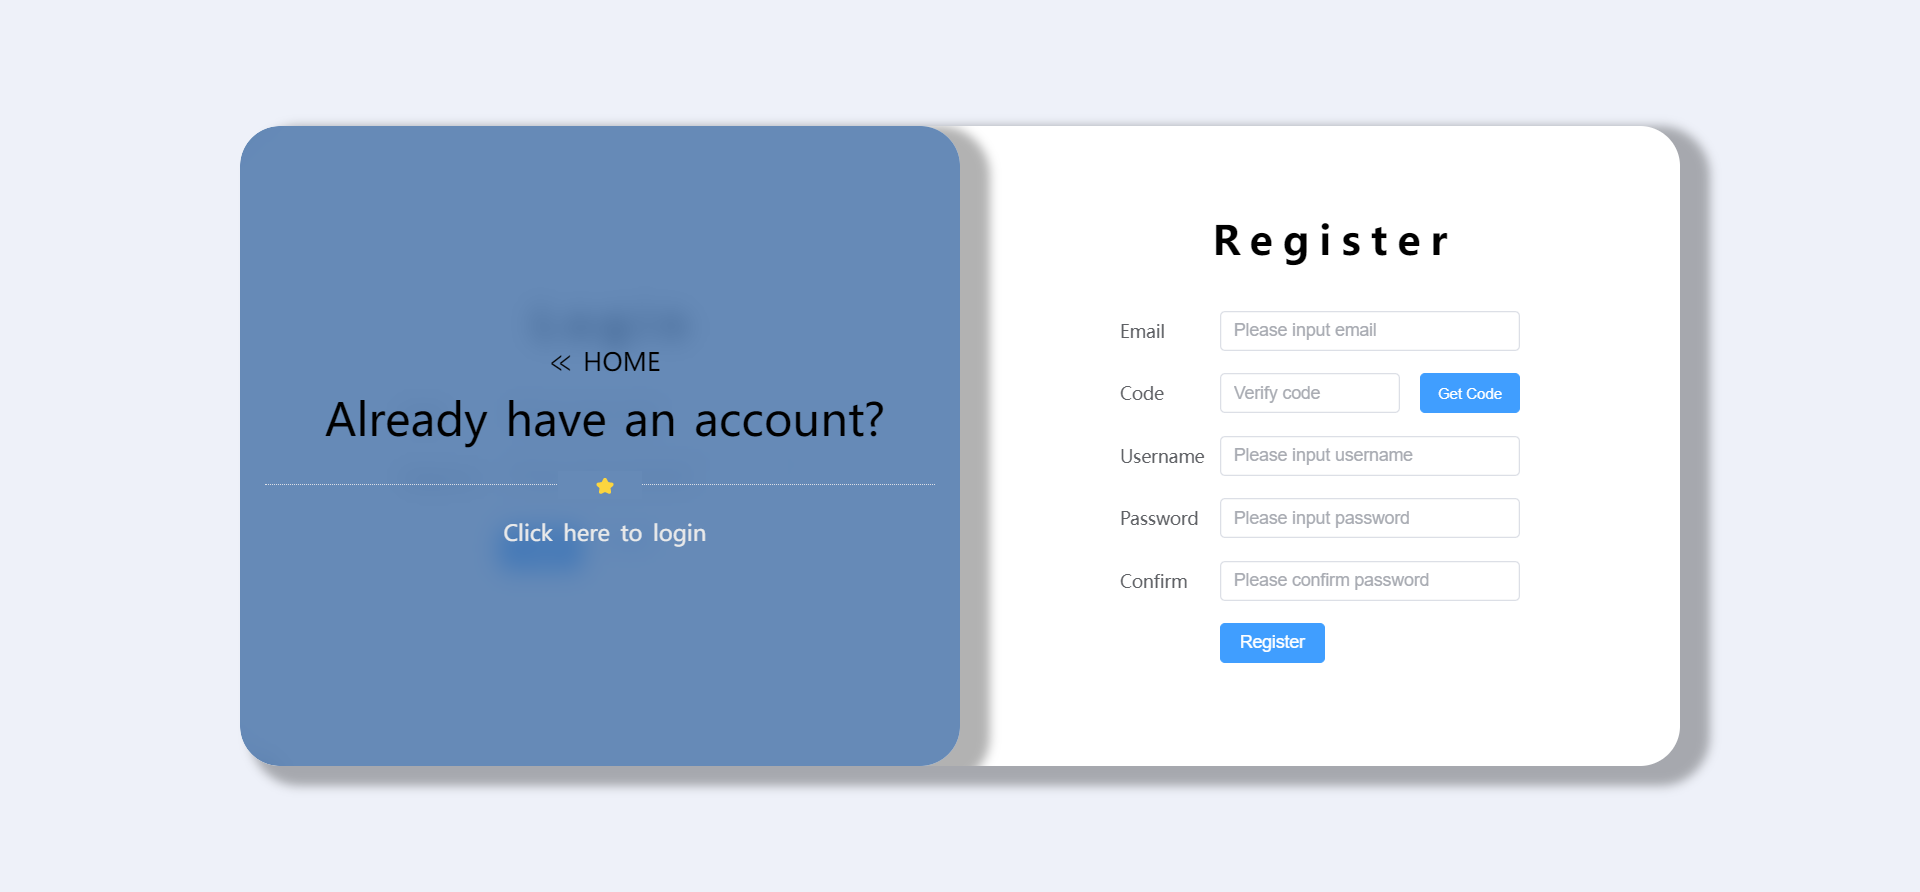 « HOME
Already have an account?
Click here to login
Register
Email Please input email
Code Verify code Get Code
Username Please input username
Password Please input password
Confirm Please confirm password
Register